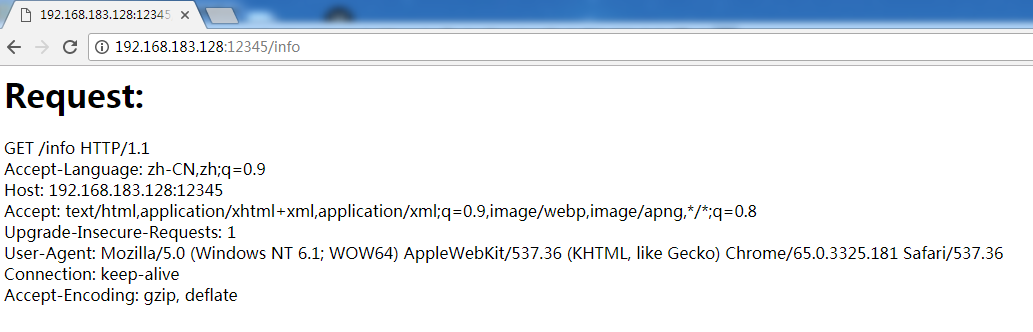 192.168.183.128:12345
192.168.183.128:12345/info
Request:
GET /info HTTP/1.1
Accept-Language: zh-CN,zh;q=0.9
Host: 192.168.183.128:12345
Accept: text/html,application/xhtml+xml,application/xml;q=0.9,image/webp,image/apng,*/*;q=0.8
Upgrade-Insecure-Requests: 1
User-Agent: Mozilla/5.0 (Windows NT 6.1; WOW64) AppleWebKit/537.36 (KHTML, like Gecko) Chrome/65.0.3325.181 Safari/537.36
Connection: keep-alive
Accept-Encoding: gzip, deflate